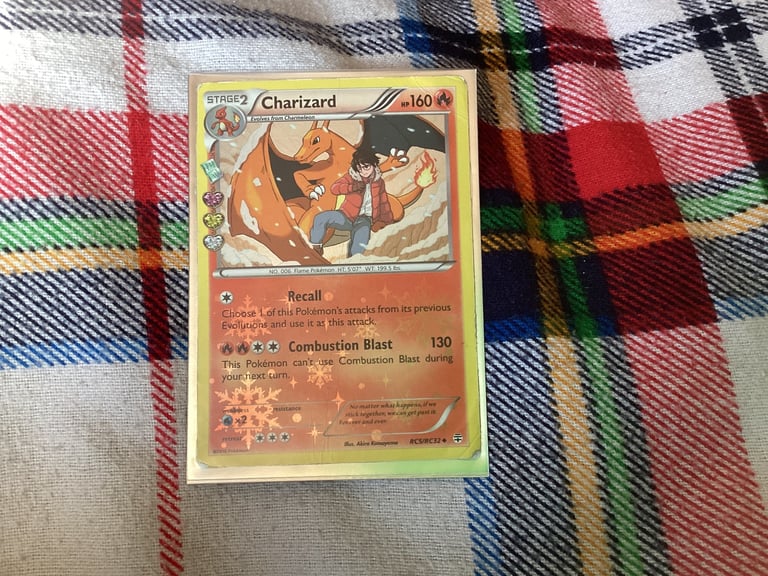 STAGE2 Charizard HP160
Evolves from Charmeleon
NO. 006 Flame Pokémon HT: 5'07" WT: 199.5 lbs.
Recall
Choose 1 of this Pokémon's attacks from its previous
Evolutions and use it as this attack.
Combustion Blast 130
This Pokémon can't use Combustion Blast during
your next turn.
weakness resistance
×2
No matter what happens, if we
stick together, we can get past it
forever and ever.
retreat
Illus. Akira Komayama RC5/RC32